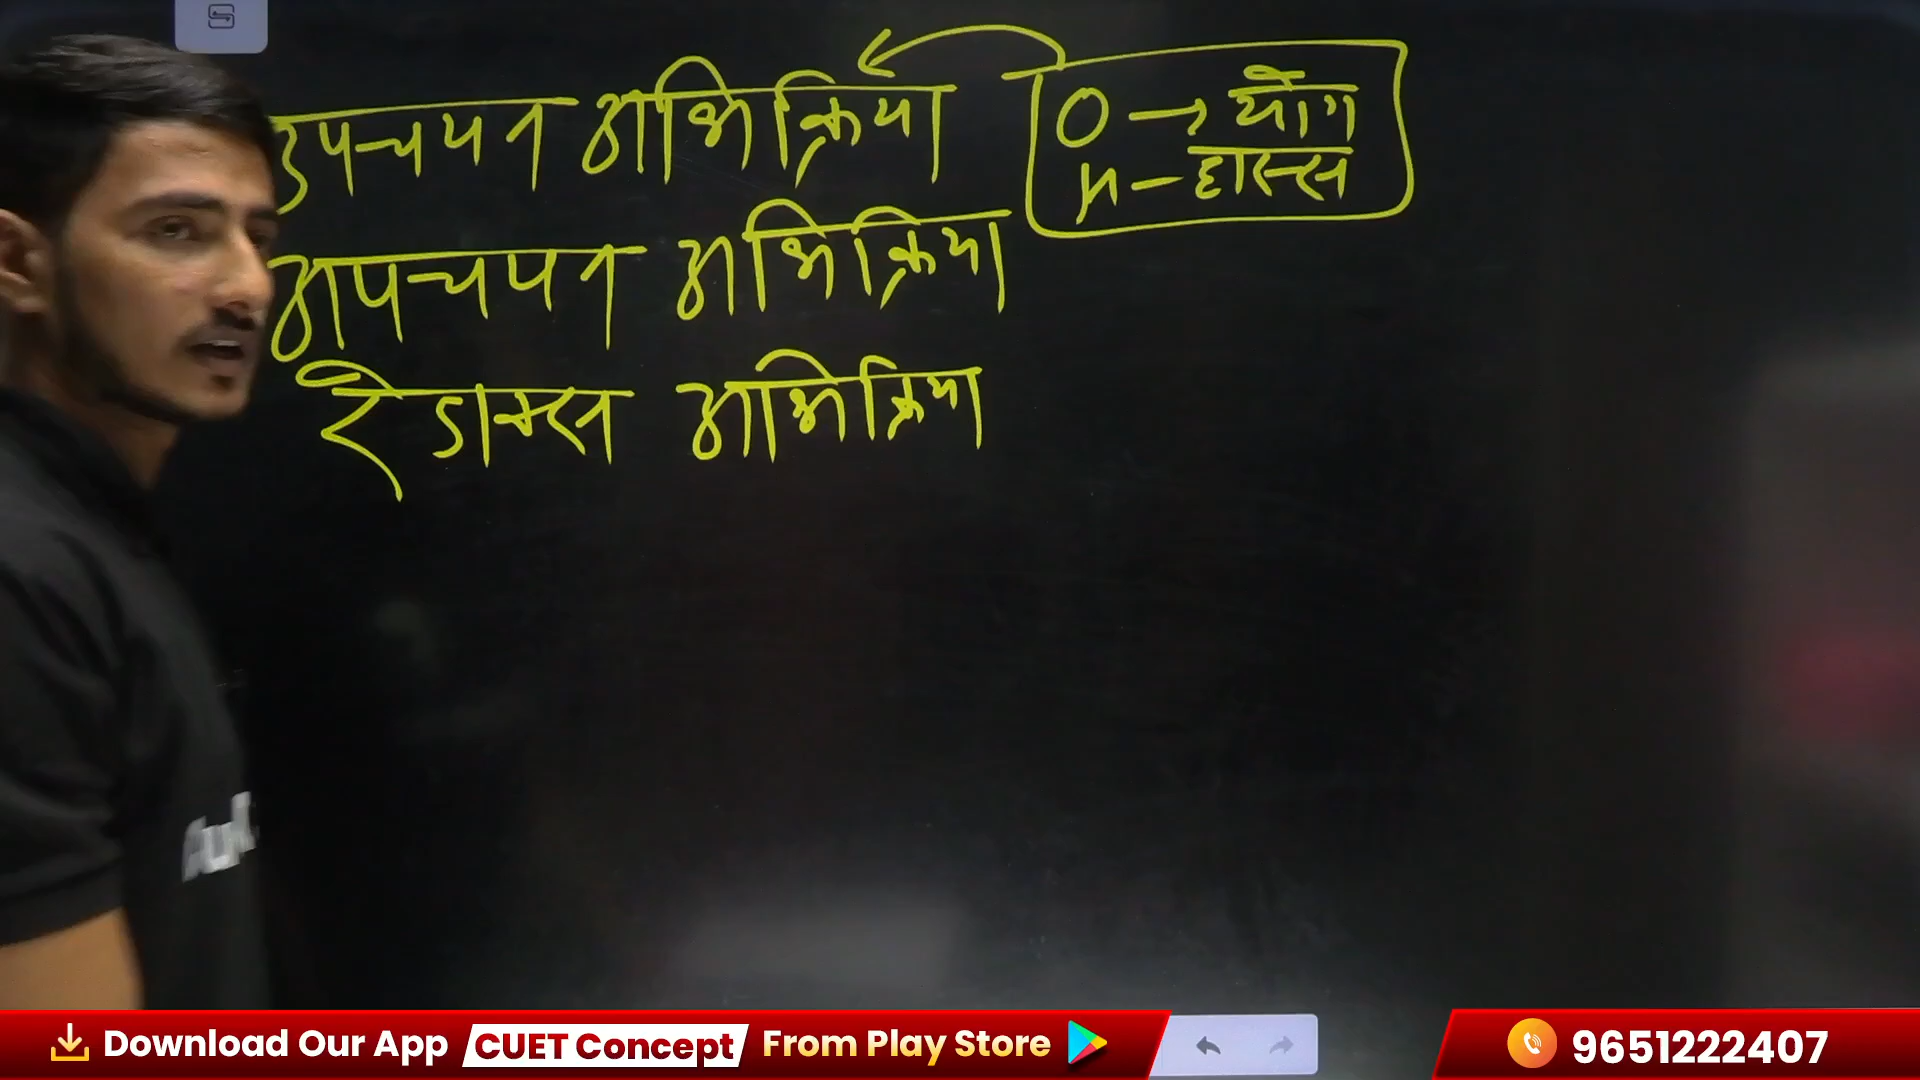 उपचयन अभिक्रिया
O → योग
H - हास्स
अपचयन अभिक्रिया
रेडाक्स अभिक्रिया
Download Our App CUET Concept From Play Store
9651222407